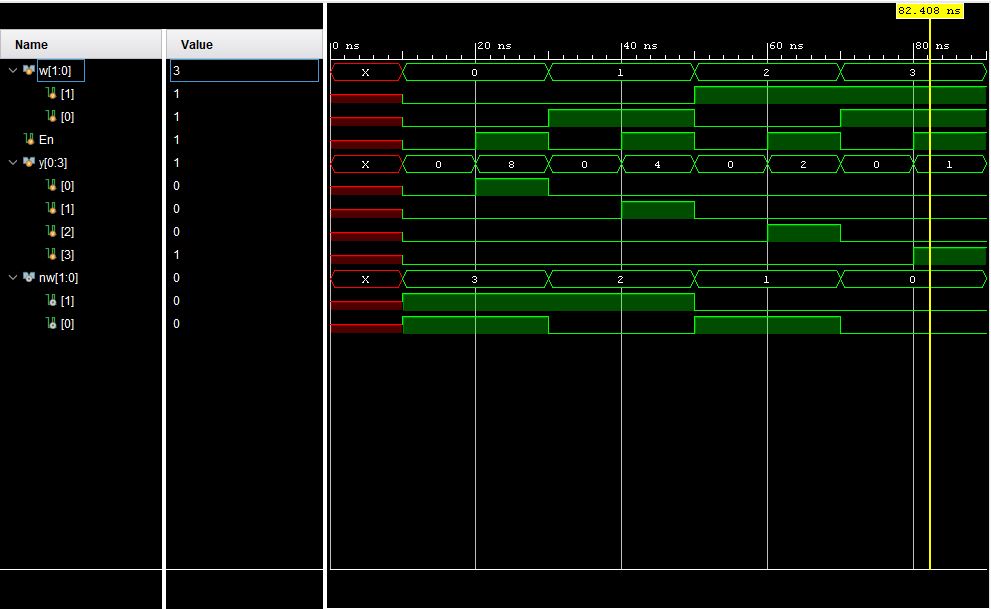 82.408 ns
Name Value
0 ns 20 ns 40 ns 60 ns 80 ns
w[1:0] 3 X 0 1 2 3
[1] 1
[0] 1
En 1
y[0:3] 1 X 0 8 0 4 0 2 0 1
[0] 0
[1] 0
[2] 0
[3] 1
nw[1:0] 0 X 3 2 1 0
[1] 0
[0] 0